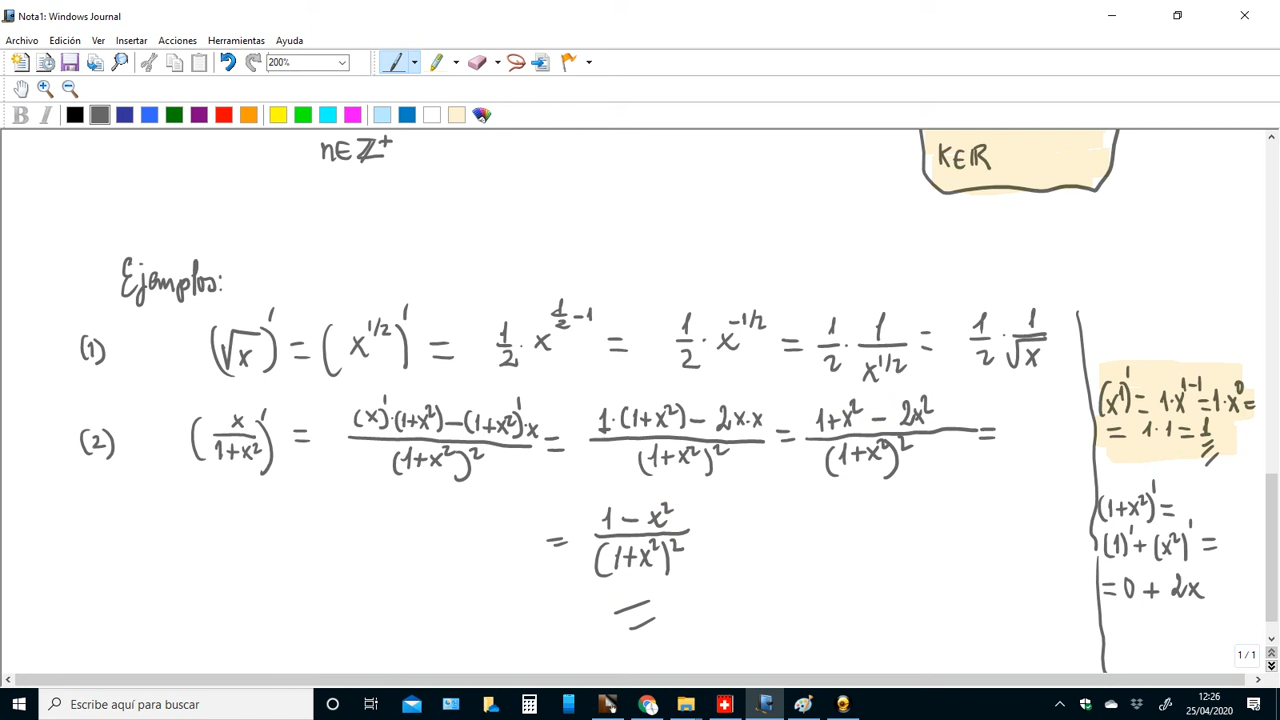 Nota1: Windows Journal
Archivo Edición Ver Insertar Acciones Herramientas Ayuda
200%
B I
n∈ℤ⁺
K∈ℝ
Ejemplos:
(1) (√x)' = (x^{1/2})' = 1/2 · x^{1/2 - 1} = 1/2 · x^{-1/2} = 1/2 · 1/x^{1/2} = 1/2 · 1/√x
(2) (x/(1+x²))' = ((x)'·(1+x²)-(1+x²)'·x)/(1+x²)² = (1·(1+x²) - 2x·x)/(1+x²)² = (1+x² - 2x²)/(1+x²)² =
= (1 - x²)/(1+x²)²
(x¹)' = 1·x^{1-1} = 1·x⁰ =
= 1·1 = 1
(1+x²)' =
(1)' + (x²)' =
= 0 + 2x
1 / 1
Escribe aquí para buscar
12:26
25/04/2020